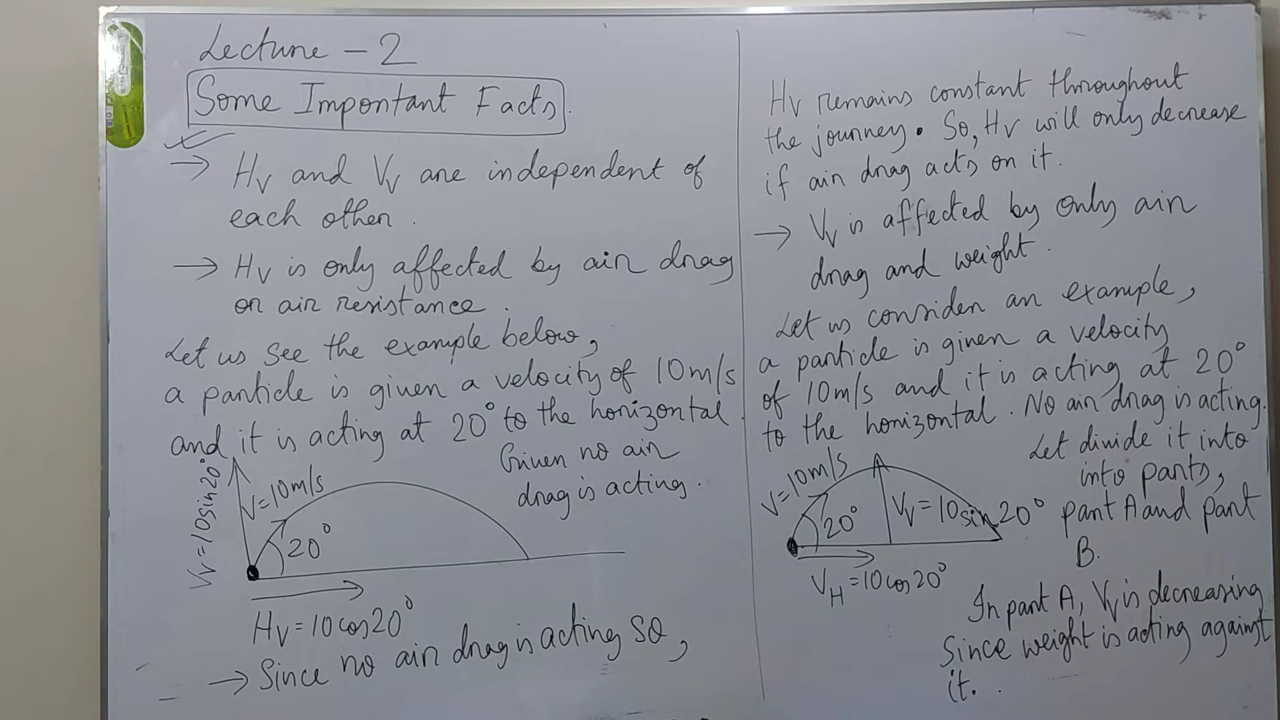 Lecture - 2
Some Important Facts.
→ Hv and Vv are independent of
each other.
→ Hv is only affected by air drag
or air resistance.
Let us see the example below,
a particle is given a velocity of 10m/s
and it is acting at 20° to the horizontal.
Given no air
drag is acting.
Vv = 10sin20°
V=10m/s
20°
Hv = 10cos20°
→ Since no air drag is acting so,
Hv remains constant throughout
the journey. So, Hv will only decrease
if air drag acts on it.
→ Vv is affected by only air
drag and weight.
Let us consider an example,
a particle is given a velocity
of 10m/s and it is acting at 20°
to the horizontal. No air drag is acting.
Let divide it into
into parts,
part A and part
B.
V=10m/s
A
20°
Vv = 10sin20°
VH = 10cos20°
In part A, Vv is decreasing
Since weight is acting against
it.